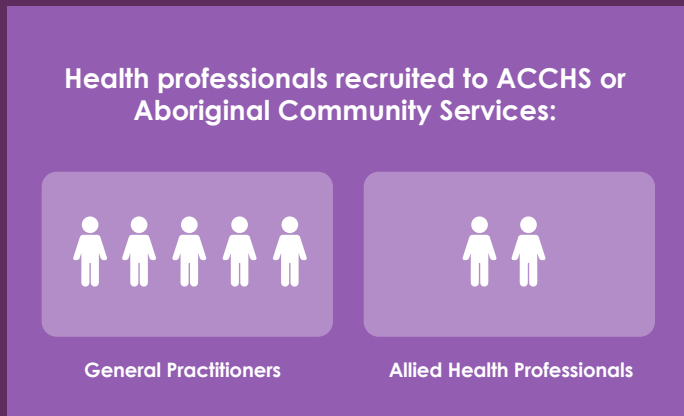 Health professionals recruited to ACCHS or
Aboriginal Community Services:
General Practitioners
Allied Health Professionals